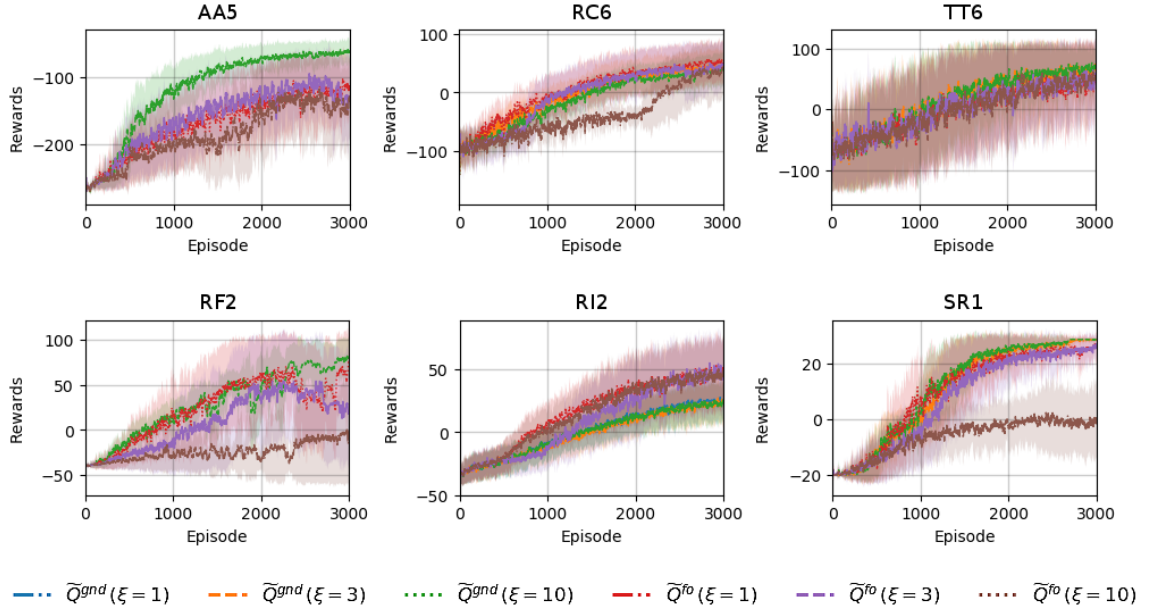 AA5 RC6 TT6
−100
−200
Rewards
0 1000 2000 3000
Episode
100
0
−100
Rewards
0 1000 2000 3000
Episode
100
0
−100
Rewards
0 1000 2000 3000
Episode
RF2 RI2 SR1
100
50
0
−50
Rewards
0 1000 2000 3000
Episode
50
0
−50
Rewards
0 1000 2000 3000
Episode
20
0
−20
Rewards
0 1000 2000 3000
Episode
Q̃^gnd(ξ = 1) Q̃^gnd(ξ = 3) Q̃^gnd(ξ = 10) Q̃^fo(ξ = 1) Q̃^fo(ξ = 3) Q̃^fo(ξ = 10)